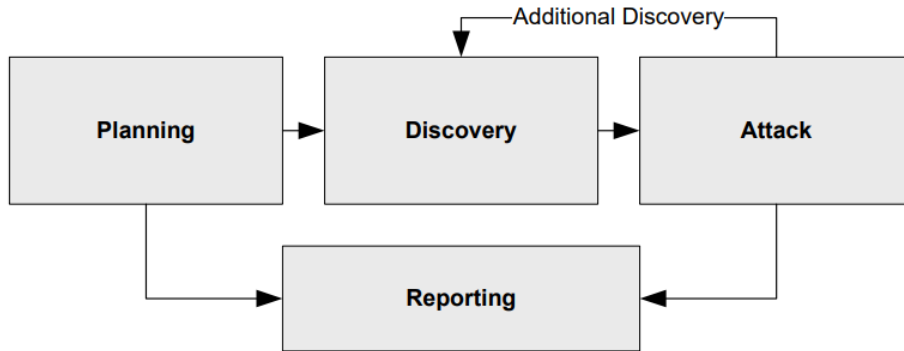 Additional Discovery
Planning
Discovery
Attack
Reporting